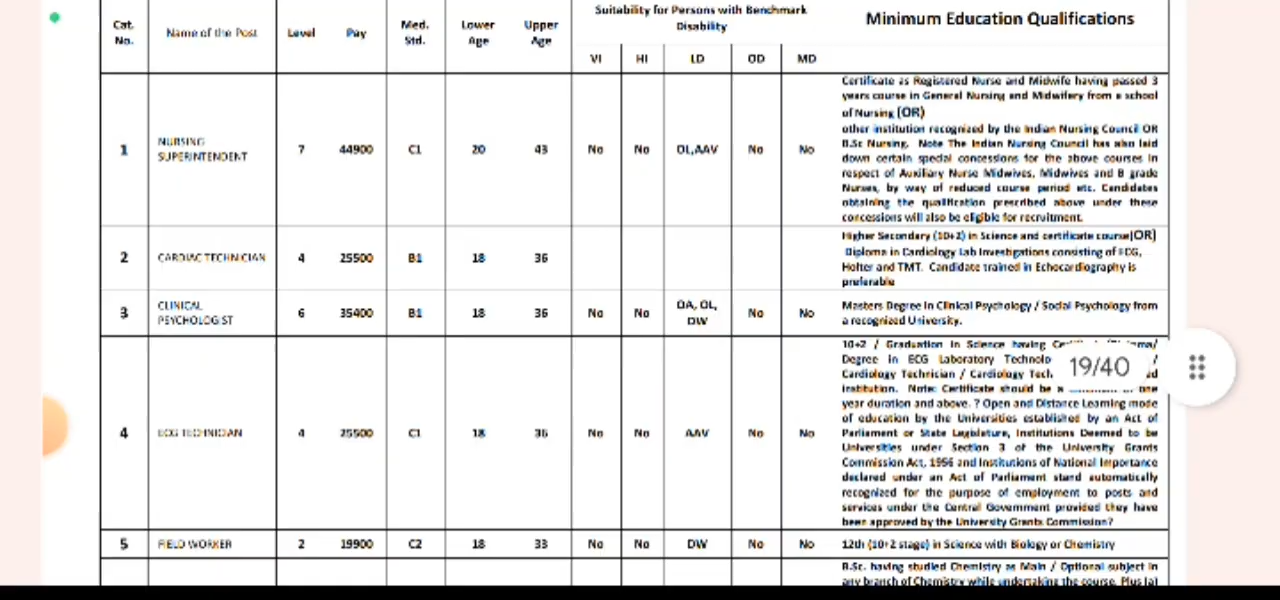 Suitability for Persons with Benchmark
Disability
Minimum Education Qualifications
Cat.
No.
Name of the Post
Level
Pay
Med.
Std.
Lower
Age
Upper
Age
VI
HI
LD
OD
MD
Certificate as Registered Nurse and Midwife having passed 3
years course in General Nursing and Midwifery from a school
of Nursing (OR)
other institution recognized by the Indian Nursing Council OR
B.Sc Nursing. Note The Indian Nursing Council has also laid
down certain special concessions for the above courses in
respect of Auxiliary Nurse Midwives, Midwives and B grade
Nurses, by way of reduced course period etc. Candidates
obtaining the qualification prescribed above under these
concessions will also be eligible for recruitment.
1
NURSING
SUPERINTENDENT
7
44900
C1
20
43
No
No
OL,AAV
No
No
Higher Secondary (10+2) in Science and certificate course(OR)
Diploma in Cardiology Lab Investigations consisting of ECG,
Holter and TMT. Candidate trained in Echocardiography is
preferable
2
CARDIAC TECHNICIAN
4
25500
B1
18
36
3
CLINICAL
PSYCHOLOGIST
6
35400
B1
18
36
No
No
OA, OL,
DW
No
No
Masters Degree in Clinical Psychology / Social Psychology from
a recognized University.
10+2 / Graduation in Science having
Degree in ECG Laboratory /
Cardiology Technician / Cardiology
institution. Note: Certificate should be a one
year duration and above. ? Open and Distance Learning mode
of education by the Universities established by an Act of
Parliament or State Legislature, Institutions Deemed to be
Universities under Section 3 of the University Grants
Commission Act, 1956 and Institutions of National Importance
declared under an Act of Parliament stand automatically
recognized for the purpose of employment to posts and
services under the Central Government provided they have
been approved by the University Grants Commission?
19/40
4
ECG TECHNICIAN
4
25500
C1
18
36
No
No
AAV
No
No
5
FIELD WORKER
2
19900
C2
18
33
No
No
DW
No
No
12th (10+2 stage) in Science with Biology or Chemistry
B.Sc. having studied Chemistry as Main / Optional subject in
any branch of Chemistry while undertaking the course. Plus (a)